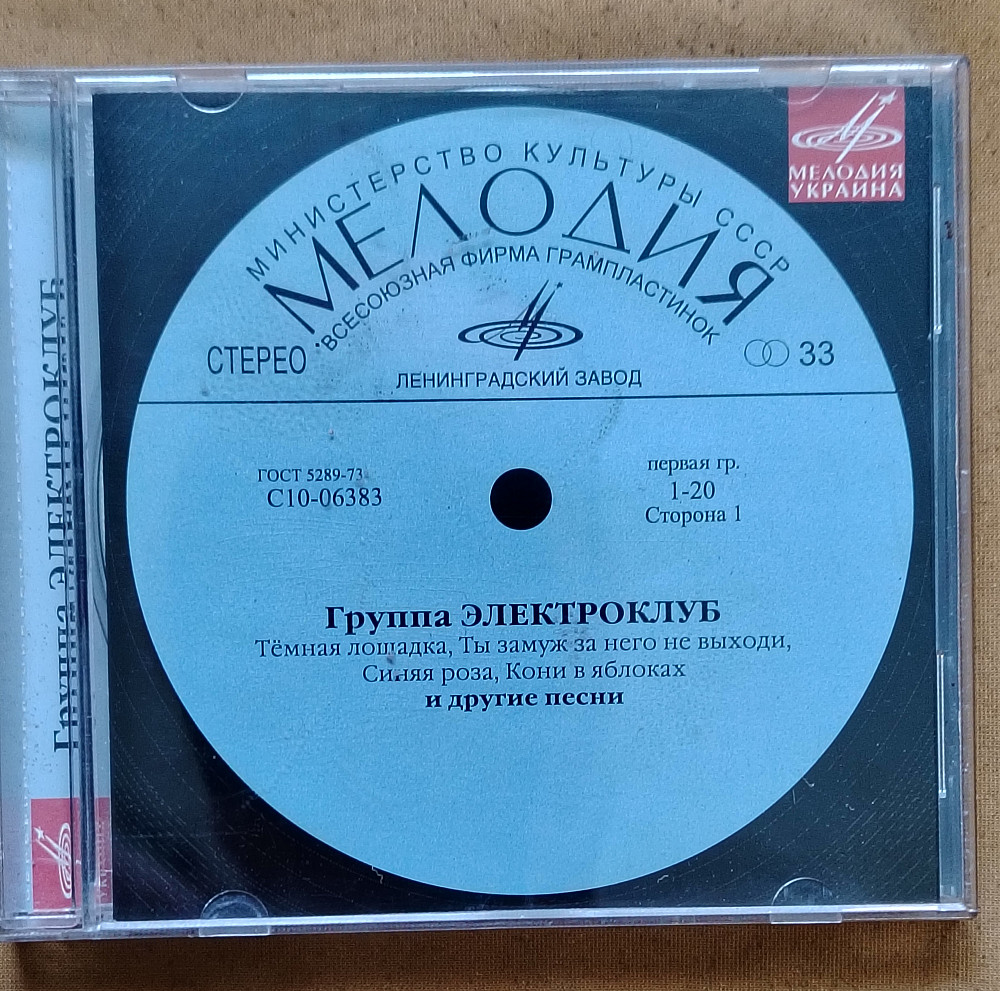 МИНИСТЕРСТВО КУЛЬТУРЫ СССР
МЕЛОДИЯ
ВСЕСОЮЗНАЯ ФИРМА ГРАМПЛАСТИНОК
МЕЛОДИЯ
УКРАИНА
СТЕРЕО
33
ЛЕНИНГРАДСКИЙ ЗАВОД
ГОСТ 5289-73
С10-06383
первая гр.
1-20
Сторона 1
Группа ЭЛЕКТРОКЛУБ
Тёмная лошадка, Ты замуж за него не выходи,
Синяя роза, Кони в яблоках
и другие песни
Группа ЭЛЕКТРОКЛУБ